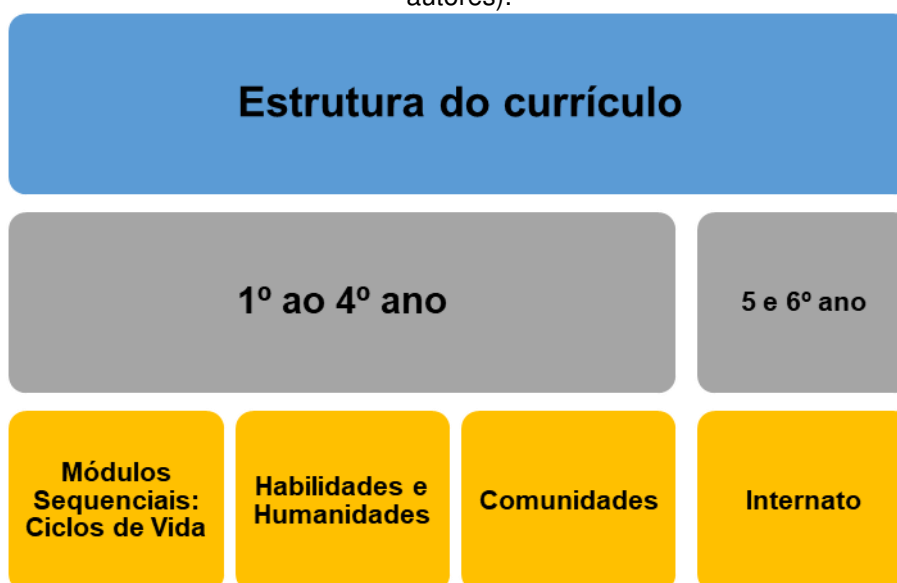 autores).
Estrutura do currículo
1º ao 4º ano
5 e 6º ano
Módulos
Sequenciais:
Ciclos de Vida
Habilidades e
Humanidades
Comunidades
Internato